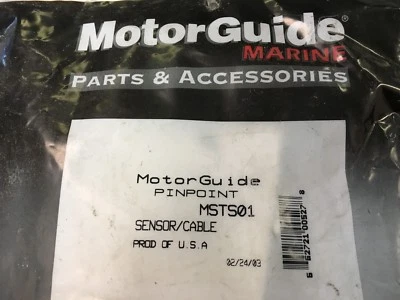 MotorGuide®
MARINE
PARTS & ACCESSORIES
MotorGuide
PINPOINT
MSTS01
SENSOR/CABLE
PROD OF U.S.A
02/24/03